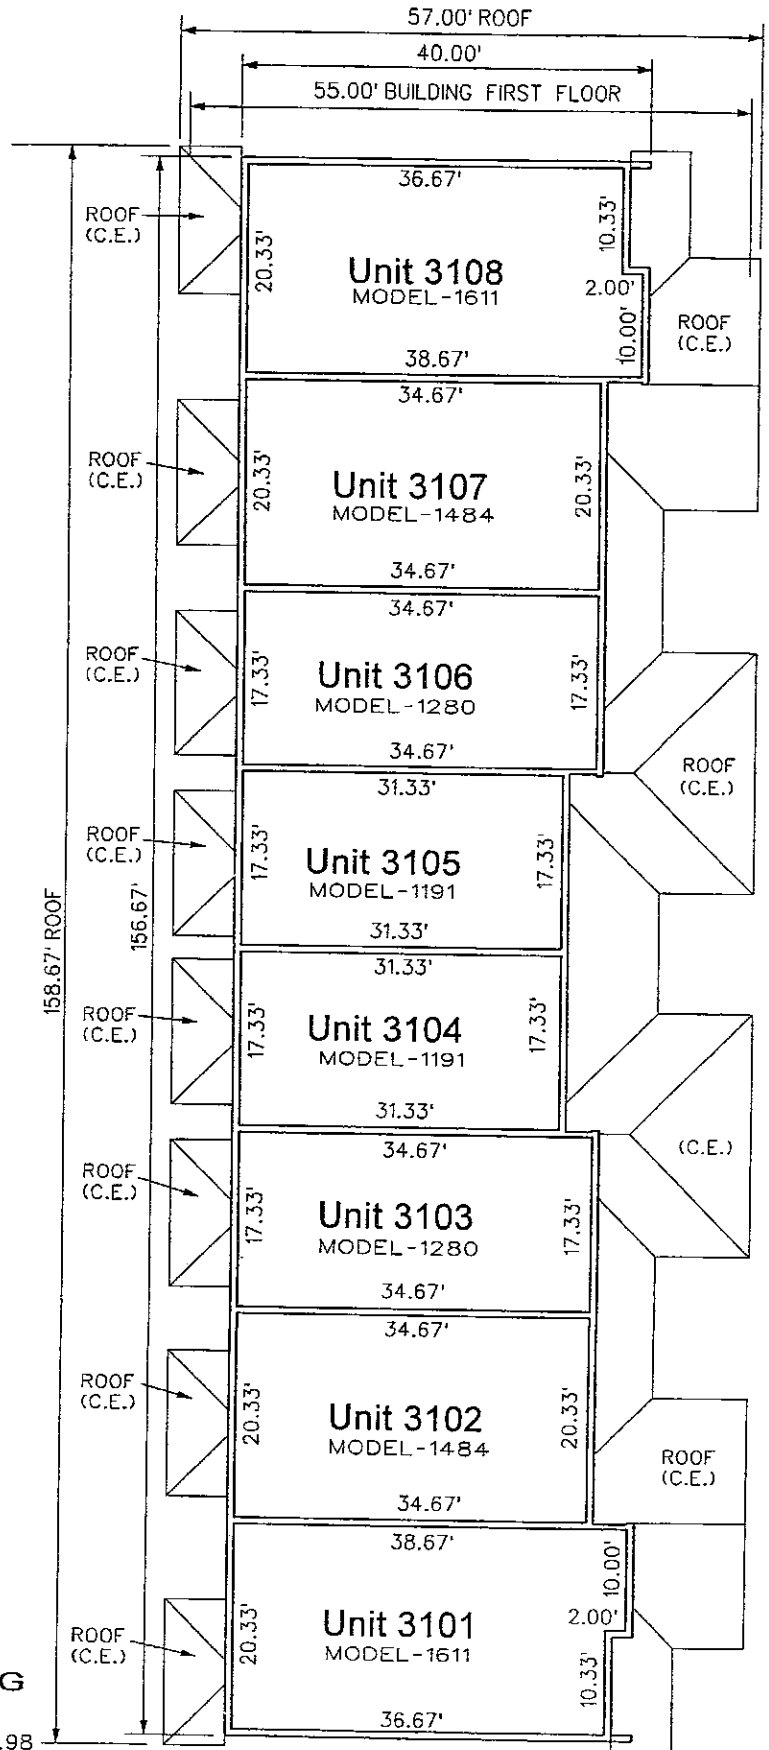 57.00' ROOF
40.00'
55.00' BUILDING FIRST FLOOR
36.67'
ROOF
(C.E.)
20.33'
10.33'
Unit 3108
MODEL-1611
2.00'
10.00'
ROOF
(C.E.)
38.67'
34.67'
ROOF
(C.E.)
20.33'
Unit 3107
MODEL-1484
20.33'
34.67'
34.67'
ROOF
(C.E.)
17.33'
Unit 3106
MODEL-1280
17.33'
34.67'
ROOF
(C.E.)
31.33'
ROOF
(C.E.)
17.33'
Unit 3105
MODEL-1191
17.33'
31.33'
158.67' ROOF
156.67'
31.33'
ROOF
(C.E.)
17.33'
Unit 3104
MODEL-1191
17.33'
31.33'
34.67'
(C.E.)
ROOF
(C.E.)
17.33'
Unit 3103
MODEL-1280
17.33'
34.67'
34.67'
ROOF
(C.E.)
20.33'
Unit 3102
MODEL-1484
20.33'
ROOF
(C.E.)
34.67'
38.67'
10.00'
ROOF
(C.E.)
20.33'
Unit 3101
MODEL-1611
2.00'
10.33'
36.67'
G
.98